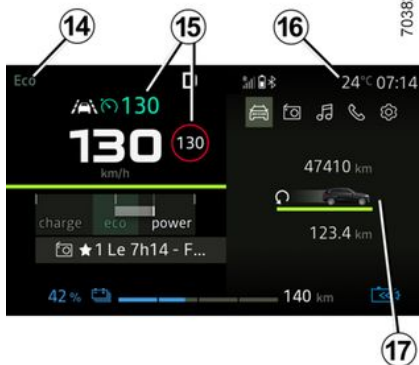 14
15
16
7038
Eco
D
24°C 07:14
130
130
130
km/h
47410 km
charge eco power
123.4 km
★1 Le 7h14 - F...
42 % 140 km
17